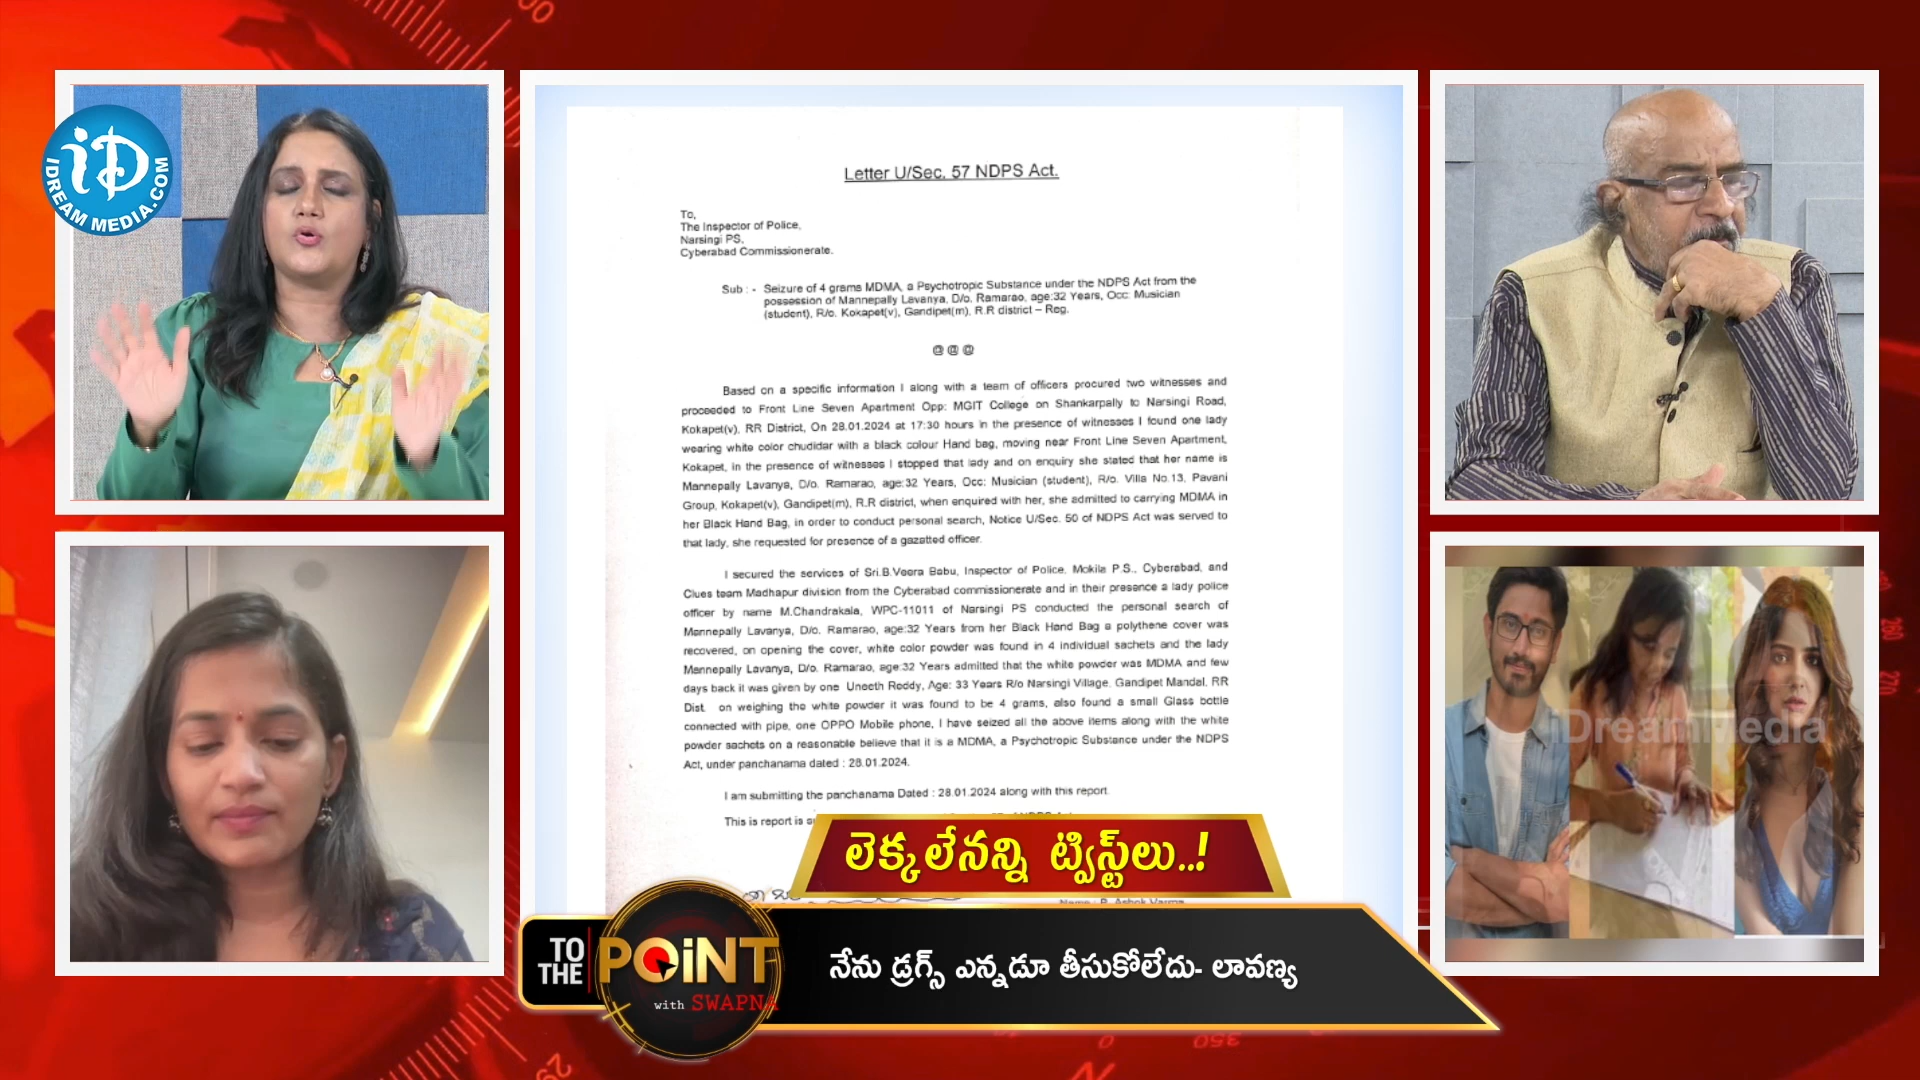 iD
IDREAM MEDIA.COM
Letter U/Sec. 57 NDPS Act.
To,
The Inspector of Police,
Narsingi PS,
Cyberabad Commissionerate.
Sub : - Seizure of 4 grams MDMA, a Psychotropic Substance under the NDPS Act from the
possession of Mannepally Lavanya, D/o. Ramarao, age:32 Years, Occ: Musician
(student), R/o. Kokapet(v), Gandipet(m), R.R district – Reg.
@@@
Based on a specific information I along with a team of officers procured two witnesses and
proceeded to Front Line Seven Apartment Opp: MGIT College on Shankarpally to Narsingi Road,
Kokapet(v), RR District, On 28.01.2024 at 17:30 hours in the presence of witnesses I found one lady
wearing white color chudidar with a black colour Hand bag, moving near Front Line Seven Apartment,
Kokapet, in the presence of witnesses I stopped that lady and on enquiry she stated that her name is
Mannepally Lavanya, D/o. Ramarao, age:32 Years, Occ: Musician (student), R/o. Villa No.13, Pavani
Group, Kokapet(v), Gandipet(m), R.R district, when enquired with her, she admitted to carrying MDMA in
her Black Hand Bag, in order to conduct personal search, Notice U/Sec. 50 of NDPS Act was served to
that lady, she requested for presence of a gazatted officer.
I secured the services of Sri.B.Veera Babu, Inspector of Police, Mokila P.S., Cyberabad, and
Clues team Madhapur division from the Cyberabad commissionerate and in their presence a lady police
officer by name M.Chandrakala, WPC-11011 of Narsingi PS conducted the personal search of
Mannepally Lavanya, D/o. Ramarao, age:32 Years from her Black Hand Bag a polythene cover was
recovered, on opening the cover, white color powder was found in 4 individual sachets and the lady
Mannepally Lavanya, D/o. Ramarao, age:32 Years admitted that the white powder was MDMA and few
days back it was given by one Uneeth Reddy, Age: 33 Years R/o Narsingi Village, Gandipet Mandal, RR
Dist. on weighing the white powder it was found to be 4 grams, also found a small Glass bottle
connected with pipe, one OPPO Mobile phone, I have seized all the above items along with the white
powder sachets on a reasonable believe that it is a MDMA, a Psychotropic Substance under the NDPS
Act, under panchanama dated : 28.01.2024.
I am submitting the panchanama Dated : 28.01.2024 along with this report.
This is report is
iDreamMedia
లెక్కలేనన్ని ట్విస్ట్‌లు..!
TO THE POiNT
with SWAPNA
నేను డ్రగ్స్ ఎన్నడూ తీసుకోలేదు- లావణ్య